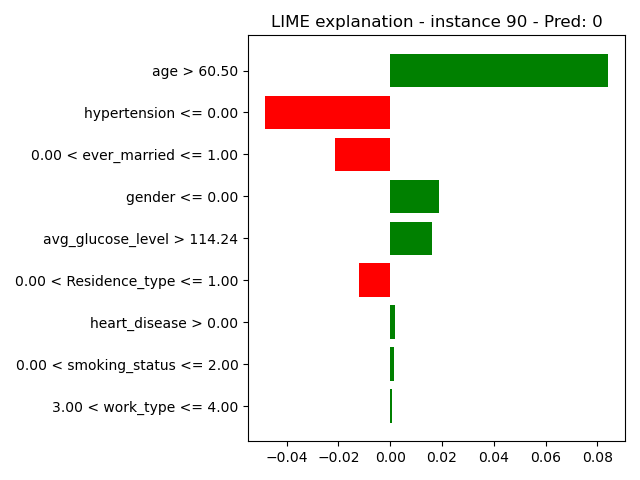 LIME explanation - instance 90 - Pred: 0
age > 60.50
hypertension <= 0.00
0.00 < ever_married <= 1.00
gender <= 0.00
avg_glucose_level > 114.24
0.00 < Residence_type <= 1.00
heart_disease > 0.00
0.00 < smoking_status <= 2.00
3.00 < work_type <= 4.00
−0.04 −0.02 0.00 0.02 0.04 0.06 0.08